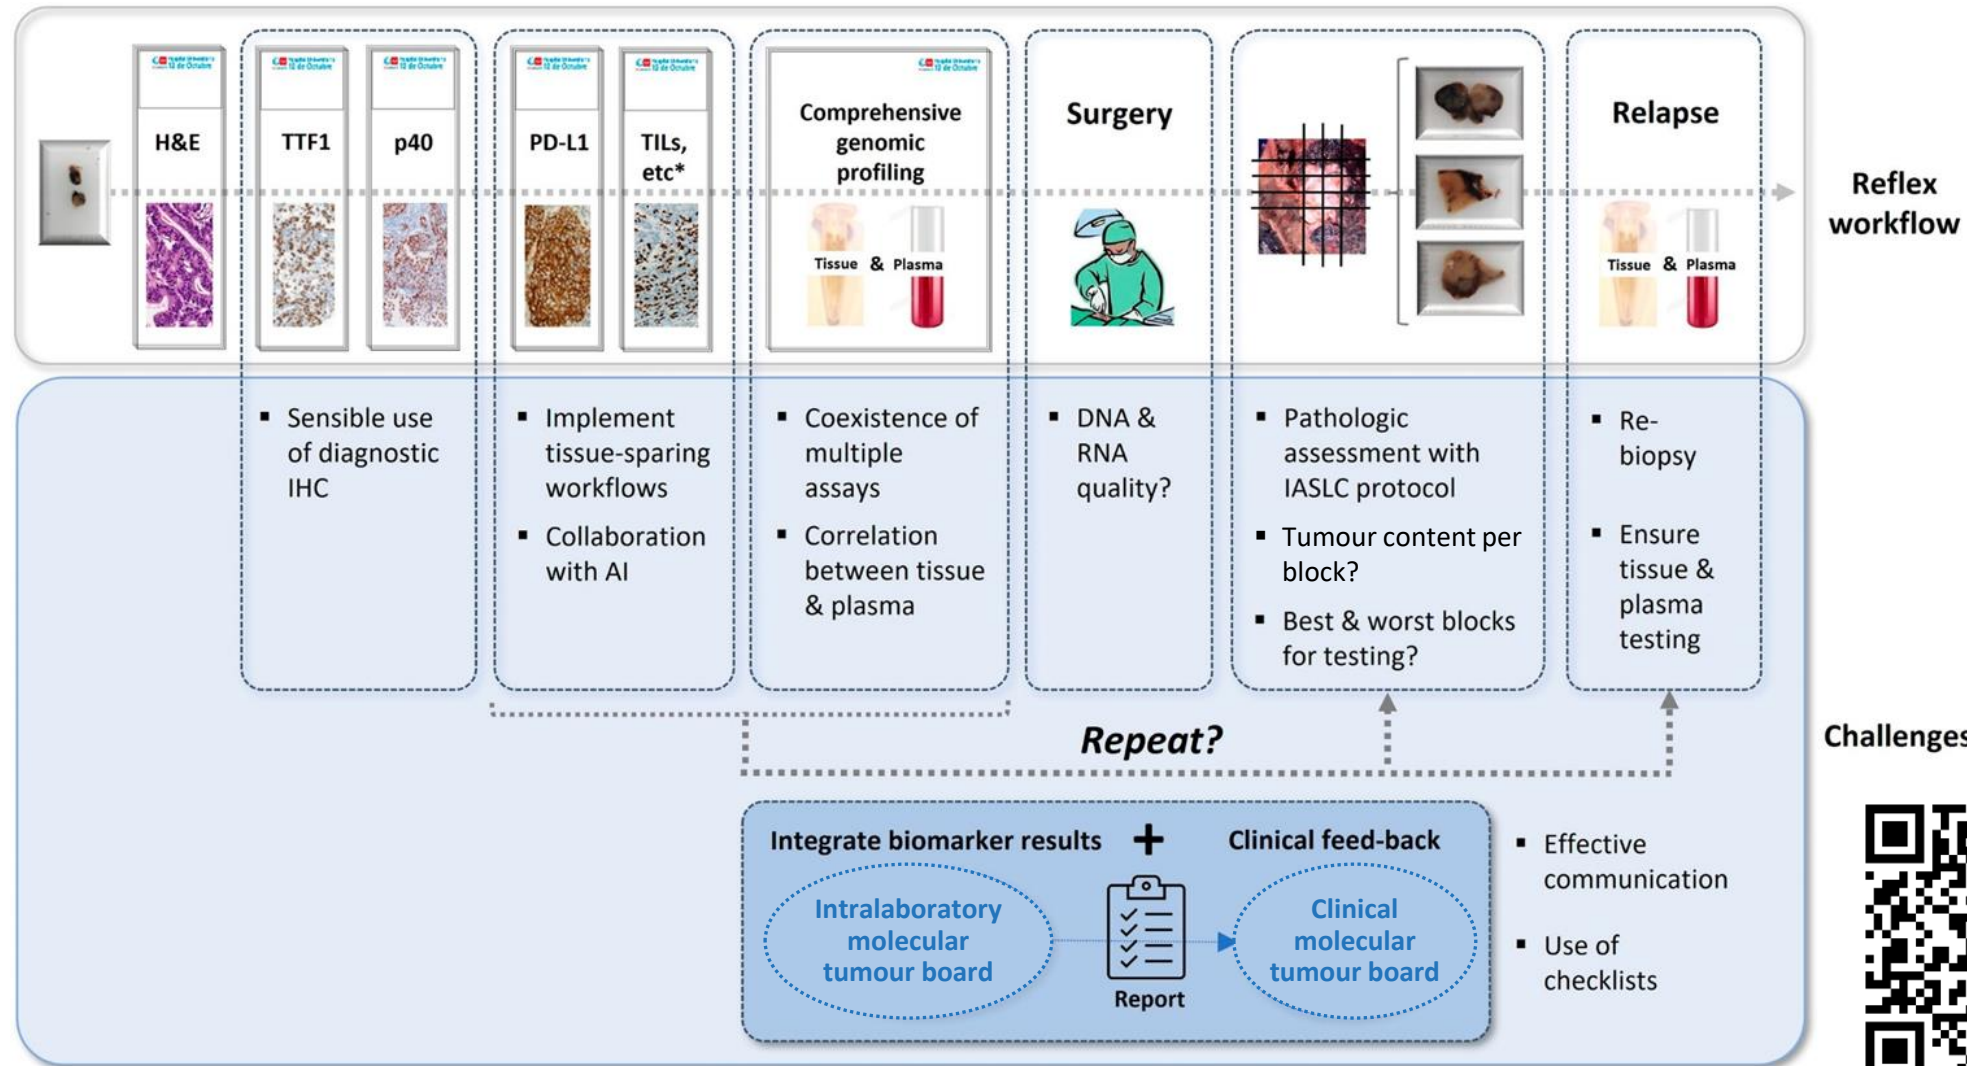 H&E
TTF1
p40
PD-L1
TILs,
etc*
Comprehensive
genomic
profiling
Tissue & Plasma
Surgery
Relapse
Tissue & Plasma
Reflex
workflow
▪ Sensible use
of diagnostic
IHC
▪ Implement
tissue-sparing
workflows
▪ Collaboration
with AI
▪ Coexistence of
multiple
assays
▪ Correlation
between tissue
& plasma
▪ DNA &
RNA
quality?
▪ Pathologic
assessment with
IASLC protocol
▪ Tumour content per
block?
▪ Best & worst blocks
for testing?
▪ Re-
biopsy
▪ Ensure
tissue &
plasma
testing
Repeat?
Challenges
Integrate biomarker results + Clinical feed-back
Intralaboratory
molecular
tumour board
Report
Clinical
molecular
tumour board
▪ Effective
communication
▪ Use of
checklists